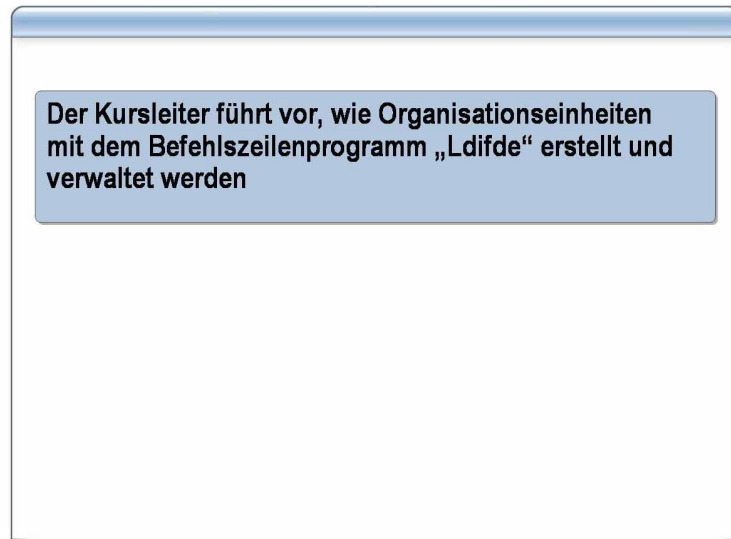 Der Kursleiter führt vor, wie Organisationseinheiten
mit dem Befehlszeilenprogramm „Ldifde“ erstellt und
verwaltet werden